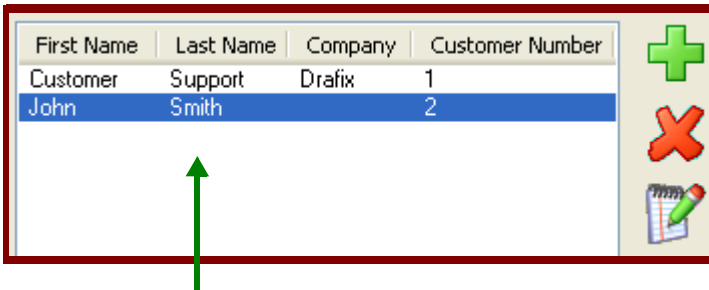 First Name Last Name Company Customer Number
Customer Support Drafix 1
John Smith 2